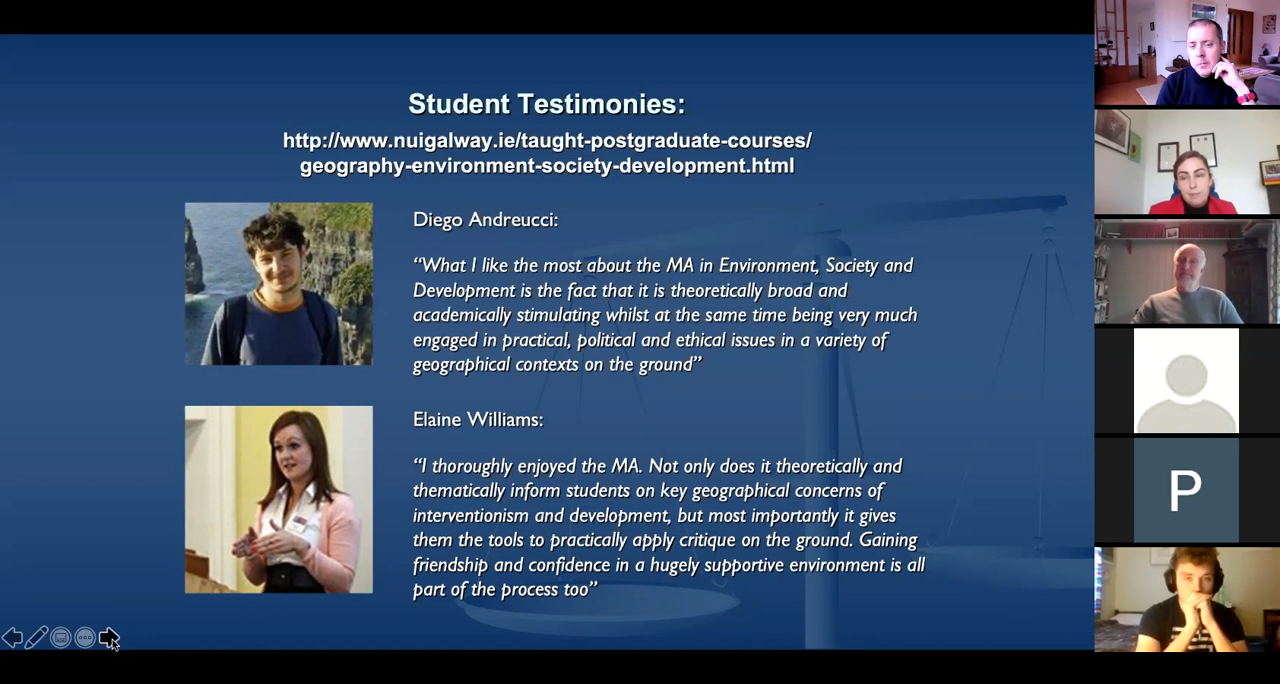 Student Testimonies:
http://www.nuigalway.ie/taught-postgraduate-courses/
geography-environment-society-development.html
Diego Andreucci:
“What I like the most about the MA in Environment, Society and
Development is the fact that it is theoretically broad and
academically stimulating whilst at the same time being very much
engaged in practical, political and ethical issues in a variety of
geographical contexts on the ground”
Elaine Williams:
“I thoroughly enjoyed the MA. Not only does it theoretically and
thematically inform students on key geographical concerns of
interventionism and development, but most importantly it gives
them the tools to practically apply critique on the ground. Gaining
friendship and confidence in a hugely supportive environment is all
part of the process too”
P